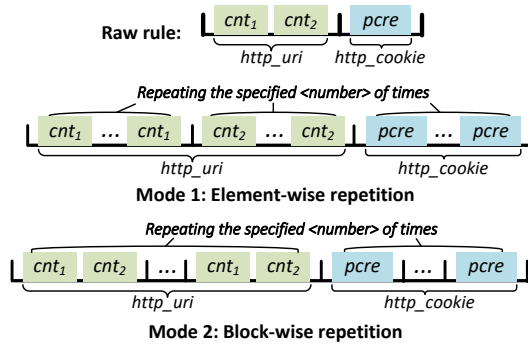 Raw rule: cnt₁ cnt₂ pcre
http_uri http_cookie
Repeating the specified <number> of times
cnt₁ ... cnt₁ cnt₂ ... cnt₂ pcre ... pcre
http_uri http_cookie
Mode 1: Element-wise repetition
Repeating the specified <number> of times
cnt₁ cnt₂ ... cnt₁ cnt₂ pcre ... pcre
http_uri http_cookie
Mode 2: Block-wise repetition